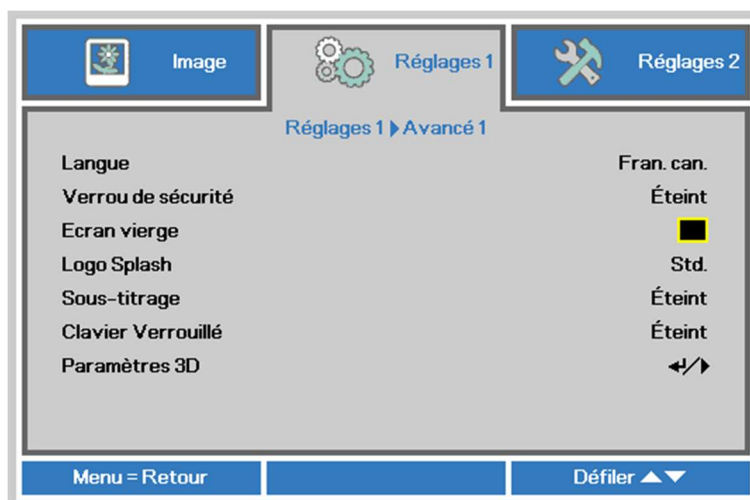 Image Réglages 1 Réglages 2
Réglages 1 ▶ Avancé 1
Langue Fran. can.
Verrou de sécurité Éteint
Ecran vierge
Logo Splash Std.
Sous-titrage Éteint
Clavier Verrouillé Éteint
Paramètres 3D ↵/▶
Menu = Retour Défiler ▲▼